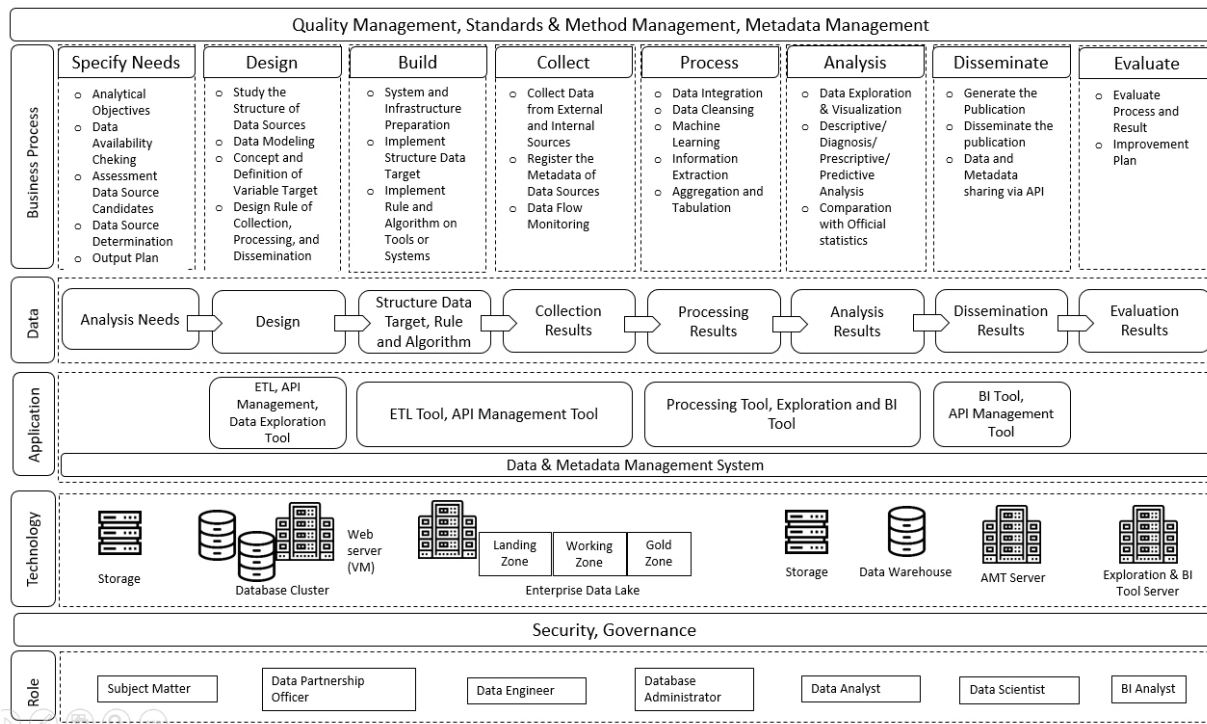 Quality Management, Standards & Method Management, Metadata Management
Business Process
Specify Needs
o Analytical
Objectives
o Data
Availability
Cheking
o Assessment
Data Source
Candidates
o Data Source
Determination
o Output Plan
Design
o Study the
Structure of
Data Sources
o Data Modeling
o Concept and
Definition of
Variable Target
o Design Rule of
Collection,
Processing, and
Dissemination
Build
o System and
Infrastructure
Preparation
o Implement
Structure Data
Target
o Implement
Rule and
Algorithm on
Tools or
Systems
Collect
o Collect Data
from External
and Internal
Sources
o Register the
Metadata of
Data Sources
o Data Flow
Monitoring
Process
o Data Integration
o Data Cleansing
o Machine
Learning
o Information
Extraction
o Aggregation and
Tabulation
Analysis
o Data Exploration
& Visualization
o Descriptive/
Diagnosis/
Prescriptive/
Predictive
Analysis
o Comparation
with Official
statistics
Disseminate
o Generate the
Publication
o Disseminate the
publication
o Data and
Metadata
sharing via API
Evaluate
o Evaluate
Process and
Result
o Improvement
Plan
Data
Analysis Needs
Design
Structure Data
Target, Rule
and Algorithm
Collection
Results
Processing
Results
Analysis
Results
Dissemination
Results
Evaluation
Results
Application
ETL, API
Management,
Data Exploration
Tool
ETL Tool, API Management Tool
Processing Tool, Exploration and BI
Tool
BI Tool,
API Management
Tool
Data & Metadata Management System
Technology
Storage
Database Cluster
Web
server
(VM)
Landing
Zone
Working
Zone
Gold
Zone
Enterprise Data Lake
Storage
Data Warehouse
AMT Server
Exploration & BI
Tool Server
Security, Governance
Role
Subject Matter
Data Partnership
Officer
Data Engineer
Database
Administrator
Data Analyst
Data Scientist
BI Analyst